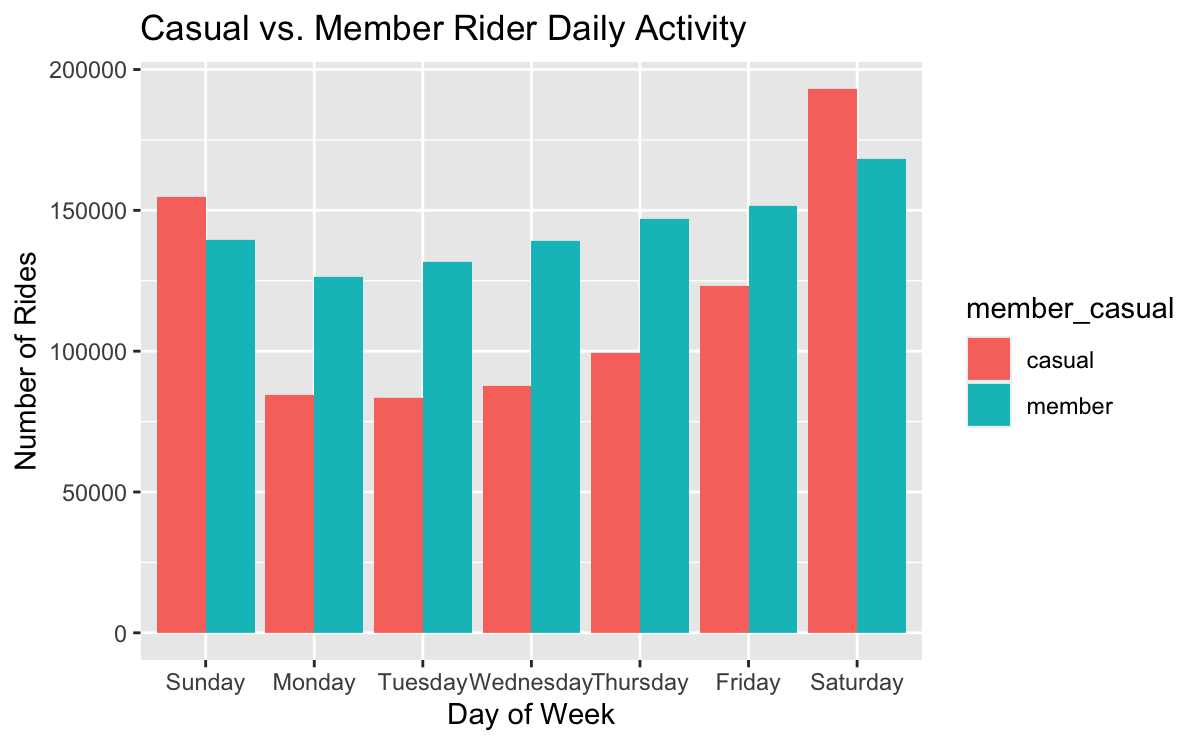 Casual vs. Member Rider Daily Activity
200000
150000
100000
50000
0
Number of Rides
Sunday Monday Tuesday Wednesday Thursday Friday Saturday
Day of Week
member_casual
casual
member